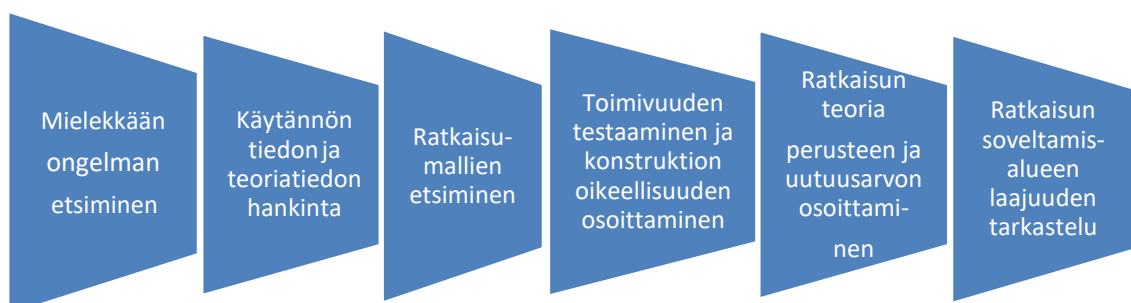 Mielekkään
ongelman
etsiminen
Käytännön
tiedon ja
teoriatiedon
hankinta
Ratkaisu-
mallien
etsiminen
Toimivuuden
testaaminen ja
konstruktion
oikeellisuuden
osoittaminen
Ratkaisun
teoria
perusteen ja
uutuusarvon
osoittami-
nen
Ratkaisun
soveltamis-
alueen
laajuuden
tarkastelu